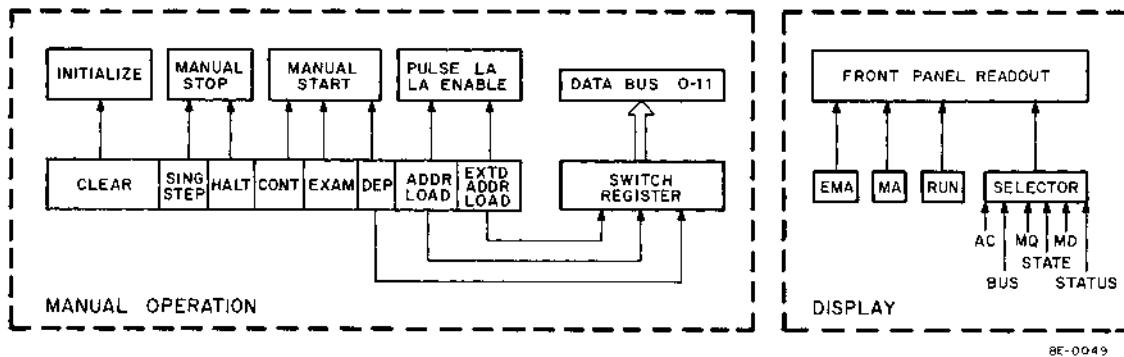 INITIALIZE
MANUAL
STOP
MANUAL
START
PULSE LA
LA ENABLE
DATA BUS 0-11
CLEAR
SING
STEP
HALT
CONT
EXAM
DEP
ADDR
LOAD
EXTD
ADDR
LOAD
SWITCH
REGISTER
MANUAL OPERATION
FRONT PANEL READOUT
EMA
MA
RUN
SELECTOR
AC
MQ
MD
STATE
BUS
STATUS
DISPLAY
8E-0049